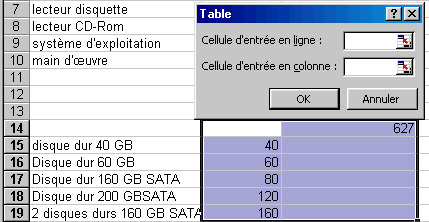 7 lecteur disquette
8 lecteur CD-Rom
9 système d'exploitation
10 main d'œuvre
11
12
13
Table
Cellule d'entrée en ligne :
Cellule d'entrée en colonne :
OK Annuler
14 627
15 disque dur 40 GB 40
16 Disque dur 60 GB 60
17 Disque dur 160 GB SATA 80
18 Disque dur 200 GBSATA 120
19 2 disques durs 160 GB SATA 160